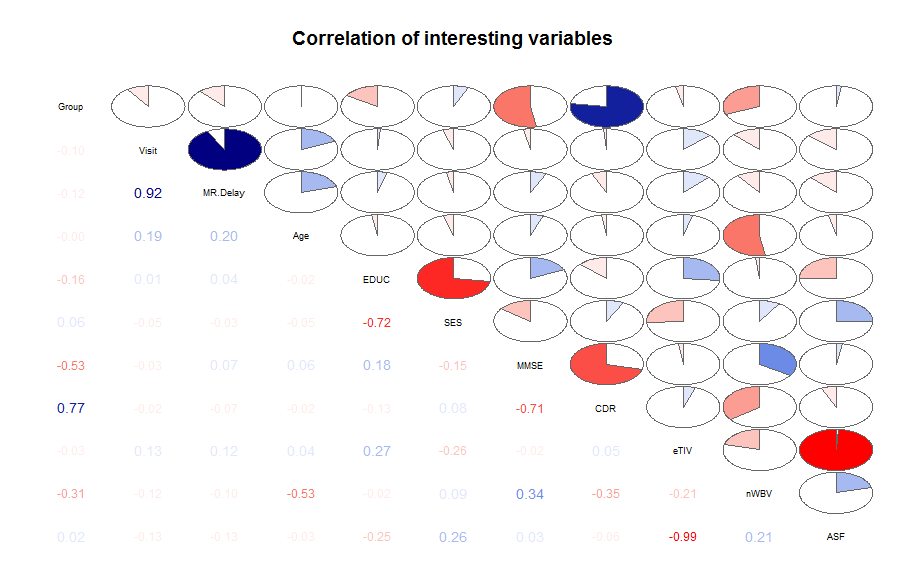 Correlation of interesting variables
Group
-0.10 Visit
-0.12 0.92 MR.Delay
-0.00 0.19 0.20 Age
-0.16 0.01 0.04 -0.02 EDUC
0.06 -0.05 -0.03 -0.05 -0.72 SES
-0.53 -0.03 0.07 0.06 0.18 -0.15 MMSE
0.77 -0.02 -0.07 -0.02 -0.13 0.08 -0.71 CDR
-0.03 0.13 0.12 0.04 0.27 -0.26 -0.02 0.05 eTIV
-0.31 -0.12 -0.10 -0.53 -0.02 0.09 0.34 -0.35 -0.21 nWBV
0.02 -0.13 -0.13 -0.03 -0.25 0.26 0.03 -0.06 -0.99 0.21 ASF